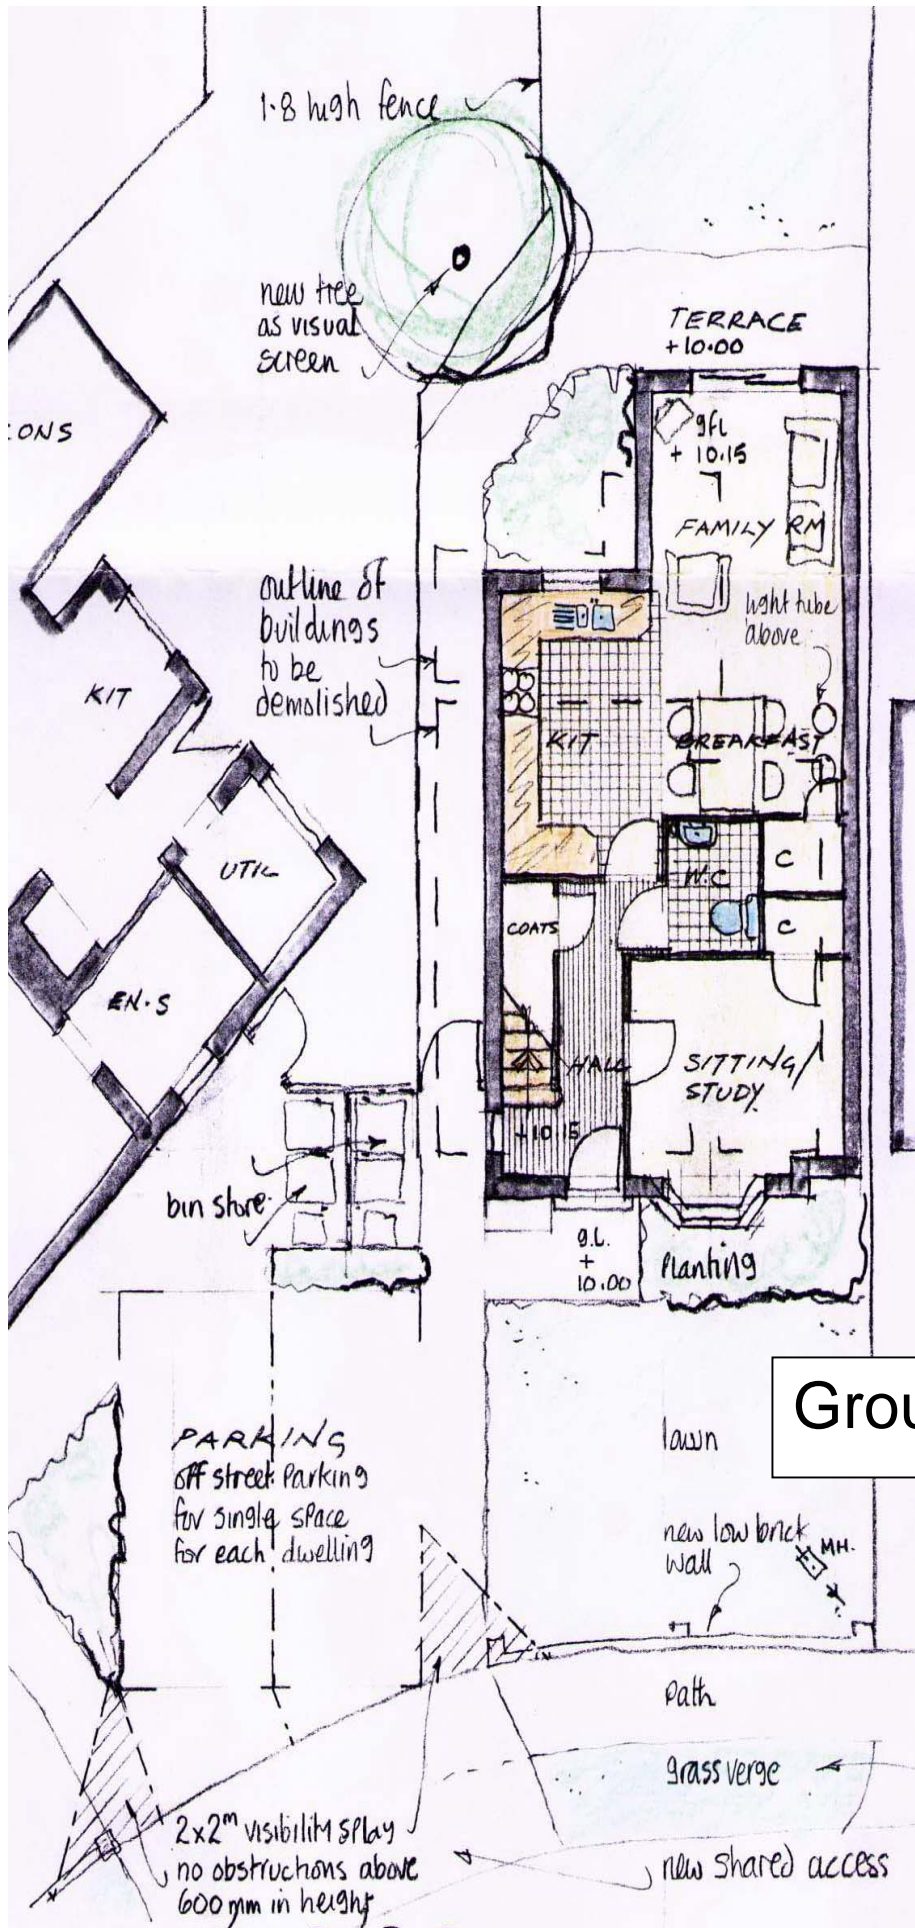 1.8 high fence
new tree
as visual
screen
TERRACE
+10.00
ONS
gfl
+ 10.15
FAMILY RM
outline of
buildings
to be
demolished
light tube
above
KIT
KIT
BREAKFAST
UTIL
W.C
C
C
COATS
EN.S
HALL
SITTING/
STUDY
+10.15
bin store
g.l.
+
10.00
Planting
Grou
PARKING
off street Parking
for single space
for each dwelling
lawn
new low brick
wall
MH.
Path
grass verge
2x2m visibility splay
no obstructions above
600mm in height
new shared access